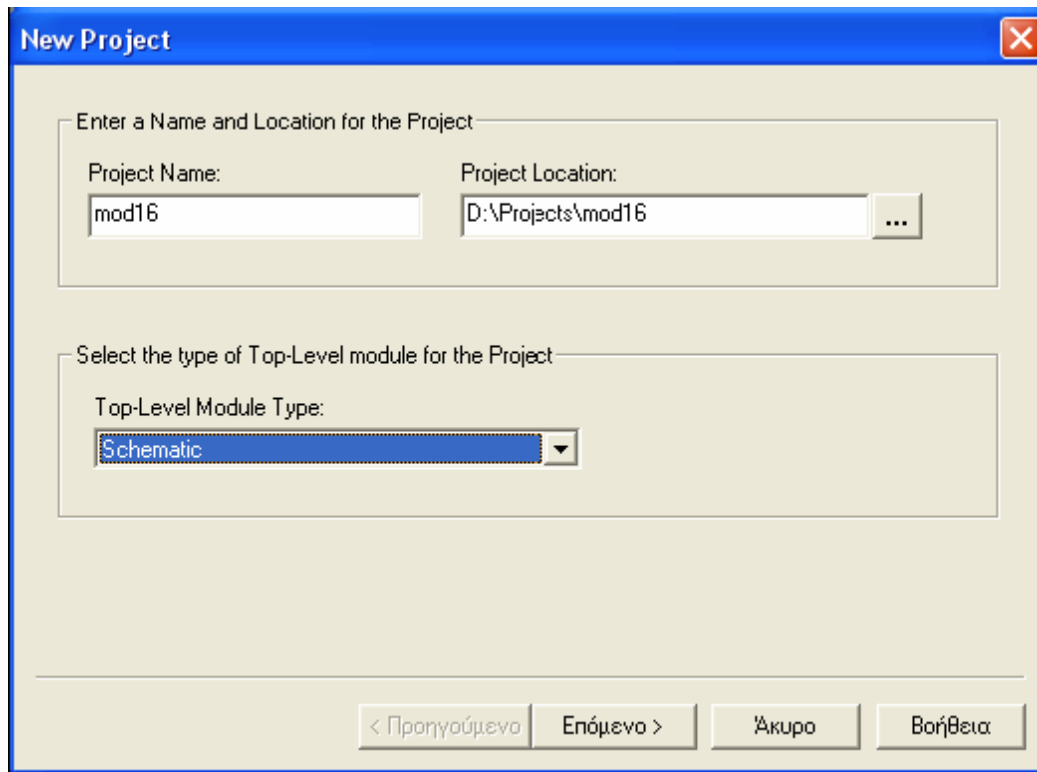 New Project
Enter a Name and Location for the Project
Project Name: Project Location:
mod16 D:\Projects\mod16 ...
Select the type of Top-Level module for the Project
Top-Level Module Type:
Schematic
< Προηγούμενο Επόμενο > Άκυρο Βοήθεια